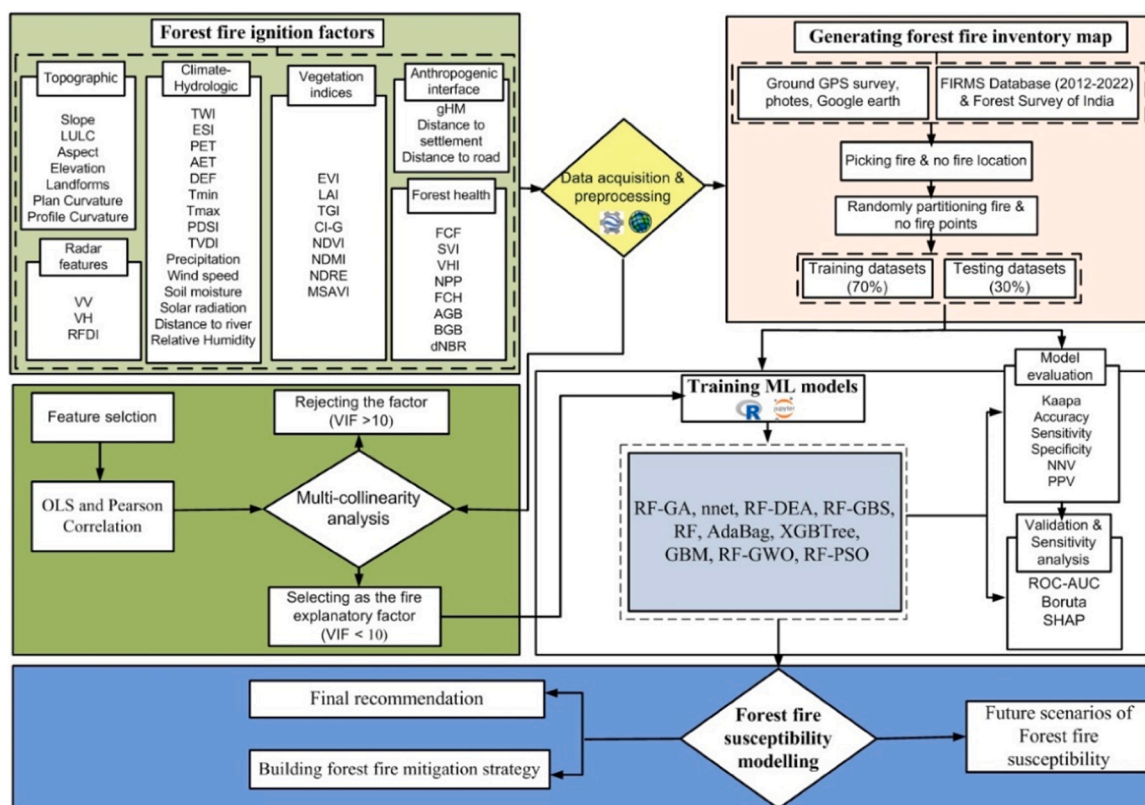 Forest fire ignition factors
Topographic
Slope
LULC
Aspect
Elevation
Landforms
Plan Curvature
Profile Curvature
Radar
features
VV
VH
RFDI
Climate-
Hydrologic
TWI
ESI
PET
AET
DEF
Tmin
Tmax
PDSI
TVDI
Precipitation
Wind speed
Soil moisture
Solar radiation
Distance to river
Relative Humidity
Vegetation
indices
EVI
LAI
TGI
CI-G
NDVI
NDMI
NDRE
MSAVI
Anthropogenic
interface
gHM
Distance to
settlement
Distance to road
Forest health
FCF
SVI
VHI
NPP
FCH
AGB
BGB
dNBR
Data acquisition &
preprocessing
Generating forest fire inventory map
Ground GPS survey,
photes, Google earth
FIRMS Database (2012-2022)
& Forest Survey of India
Picking fire & no fire location
Randomly partitioning fire &
no fire points
Training datasets
(70%)
Testing datasets
(30%)
Feature selction
OLS and Pearson
Correlation
Rejecting the factor
(VIF >10)
Multi-collinearity
analysis
Selecting as the fire
explanatory factor
(VIF < 10)
Training ML models
R
jupyter
RF-GA, nnet, RF-DEA, RF-GBS,
RF, AdaBag, XGBTree,
GBM, RF-GWO, RF-PSO
Model
evaluation
Kaapa
Accuracy
Sensitivity
Specificity
NNV
PPV
Validation &
Sensitivity
analysis
ROC-AUC
Boruta
SHAP
Final recommendation
Building forest fire mitigation strategy
Forest fire
susceptibility
modelling
Future scenarios of
Forest fire
susceptibility